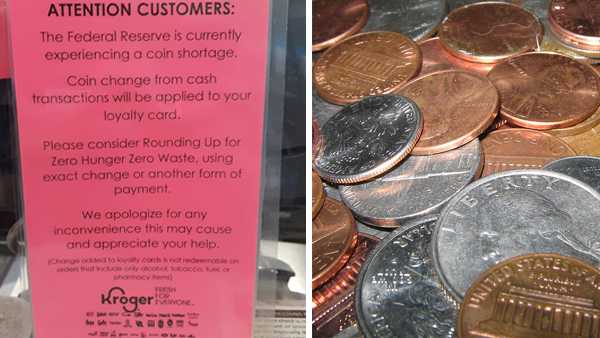 ATTENTION CUSTOMERS:
The Federal Reserve is currently
experiencing a coin shortage.
Coin change from cash
transactions will be applied to your
loyalty card.
Please consider Rounding Up for
Zero Hunger Zero Waste, using
exact change or another form of
payment.
We apologize for any
inconvenience this may cause
and appreciate your help.
(Change added to loyalty cards is not redeemable on
orders that include only alcohol, tobacco, fuel, or
pharmacy items)
Kroger
FRESH
FOR
EVERYONE
LIBERTY
UNITED STATES OF